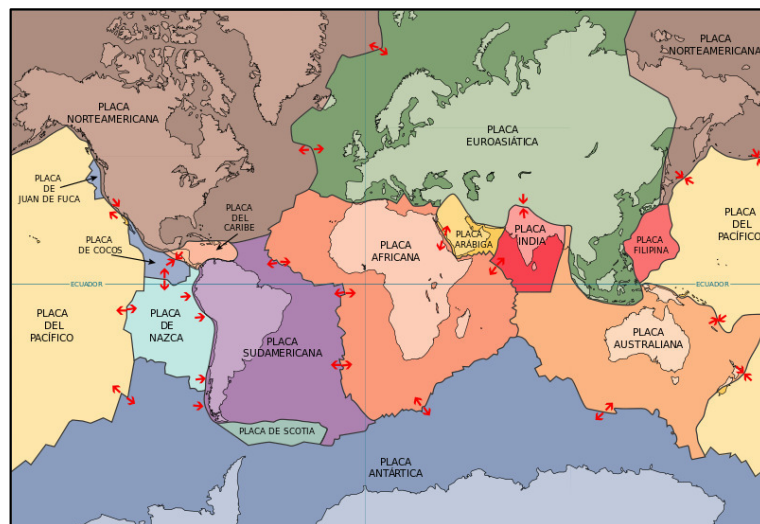 PLACA
NORTEAMERICANA
PLACA
NORTEAMERICANA
PLACA
EUROASIÁTICA
PLACA
DE
JUAN DE FUCA
PLACA
DEL
CARIBE
PLACA
DE COCOS
PLACA
ARÁBIGA
PLACA
INDIA
PLACA
AFRICANA
PLACA
FILIPINA
PLACA
DEL
PACÍFICO
ECUADOR
ECUADOR
PLACA
DEL
PACÍFICO
PLACA
DE
NAZCA
PLACA
SUDAMERICANA
PLACA
AUSTRALIANA
PLACA DE SCOTIA
PLACA
ANTÁRTICA